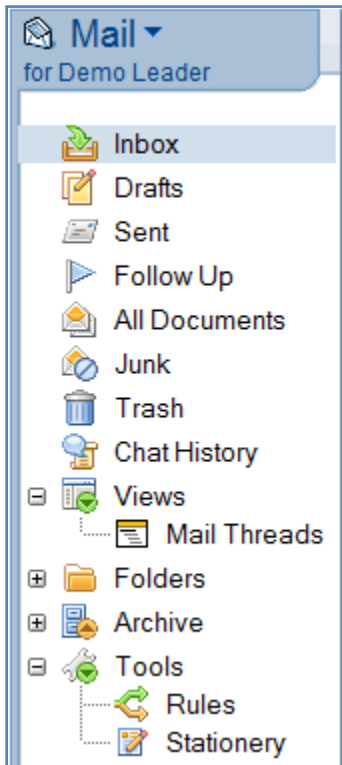 Mail
for Demo Leader
Inbox
Drafts
Sent
Follow Up
All Documents
Junk
Trash
Chat History
Views
Mail Threads
Folders
Archive
Tools
Rules
Stationery